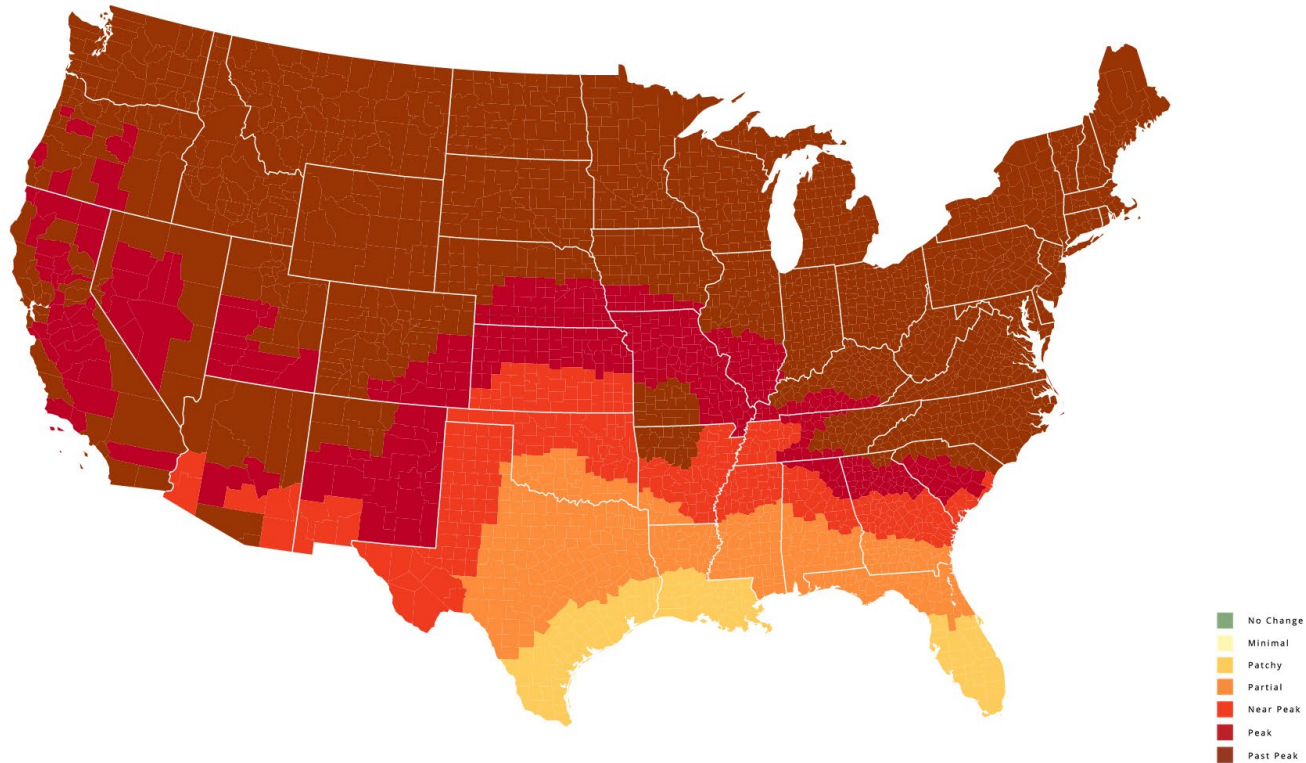 No Change
Minimal
Patchy
Partial
Near Peak
Peak
Past Peak